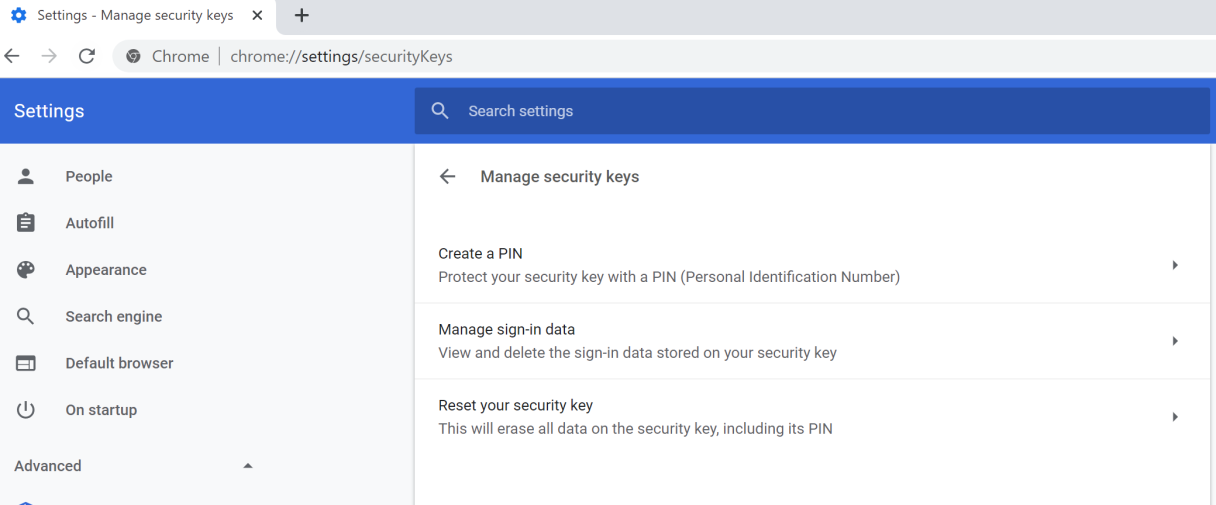 Settings - Manage security keys
Chrome
chrome://settings/securityKeys
Settings
Search settings
People
Autofill
Appearance
Search engine
Default browser
On startup
Advanced
Manage security keys
Create a PIN
Protect your security key with a PIN (Personal Identification Number)
Manage sign-in data
View and delete the sign-in data stored on your security key
Reset your security key
This will erase all data on the security key, including its PIN